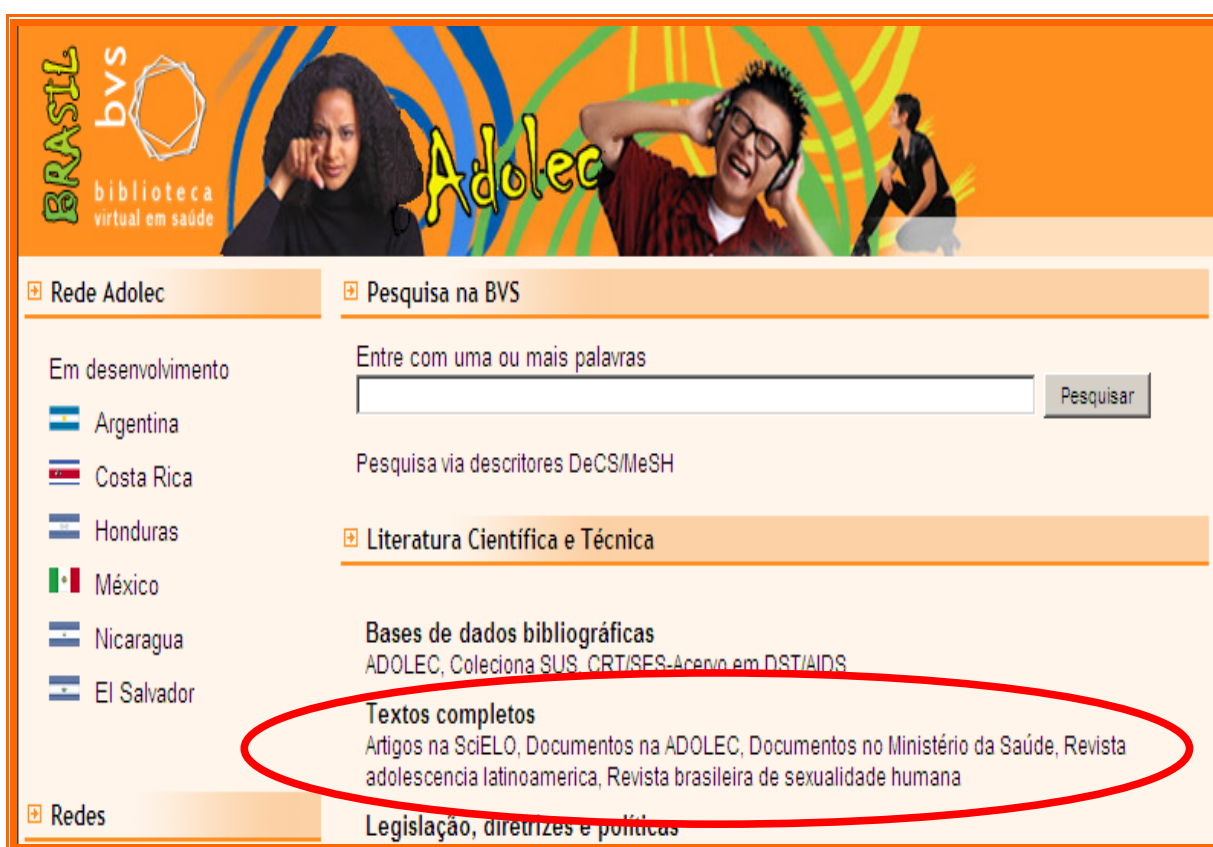 BRASIL
bvs
biblioteca
virtual em saúde
Adolec
Rede Adolec
Em desenvolvimento
Argentina
Costa Rica
Honduras
México
Nicaragua
El Salvador
Redes
Pesquisa na BVS
Entre com uma ou mais palavras
Pesquisar
Pesquisa via descritores DeCS/MeSH
Literatura Científica e Técnica
Bases de dados bibliográficas
ADOLEC, Coleciona SUS, CRT/SES-Acervo em DST/AIDS
Textos completos
Artigos na SciELO, Documentos na ADOLEC, Documentos no Ministério da Saúde, Revista
adolescencia latinoamerica, Revista brasileira de sexualidade humana
Legislação, diretrizes e políticas